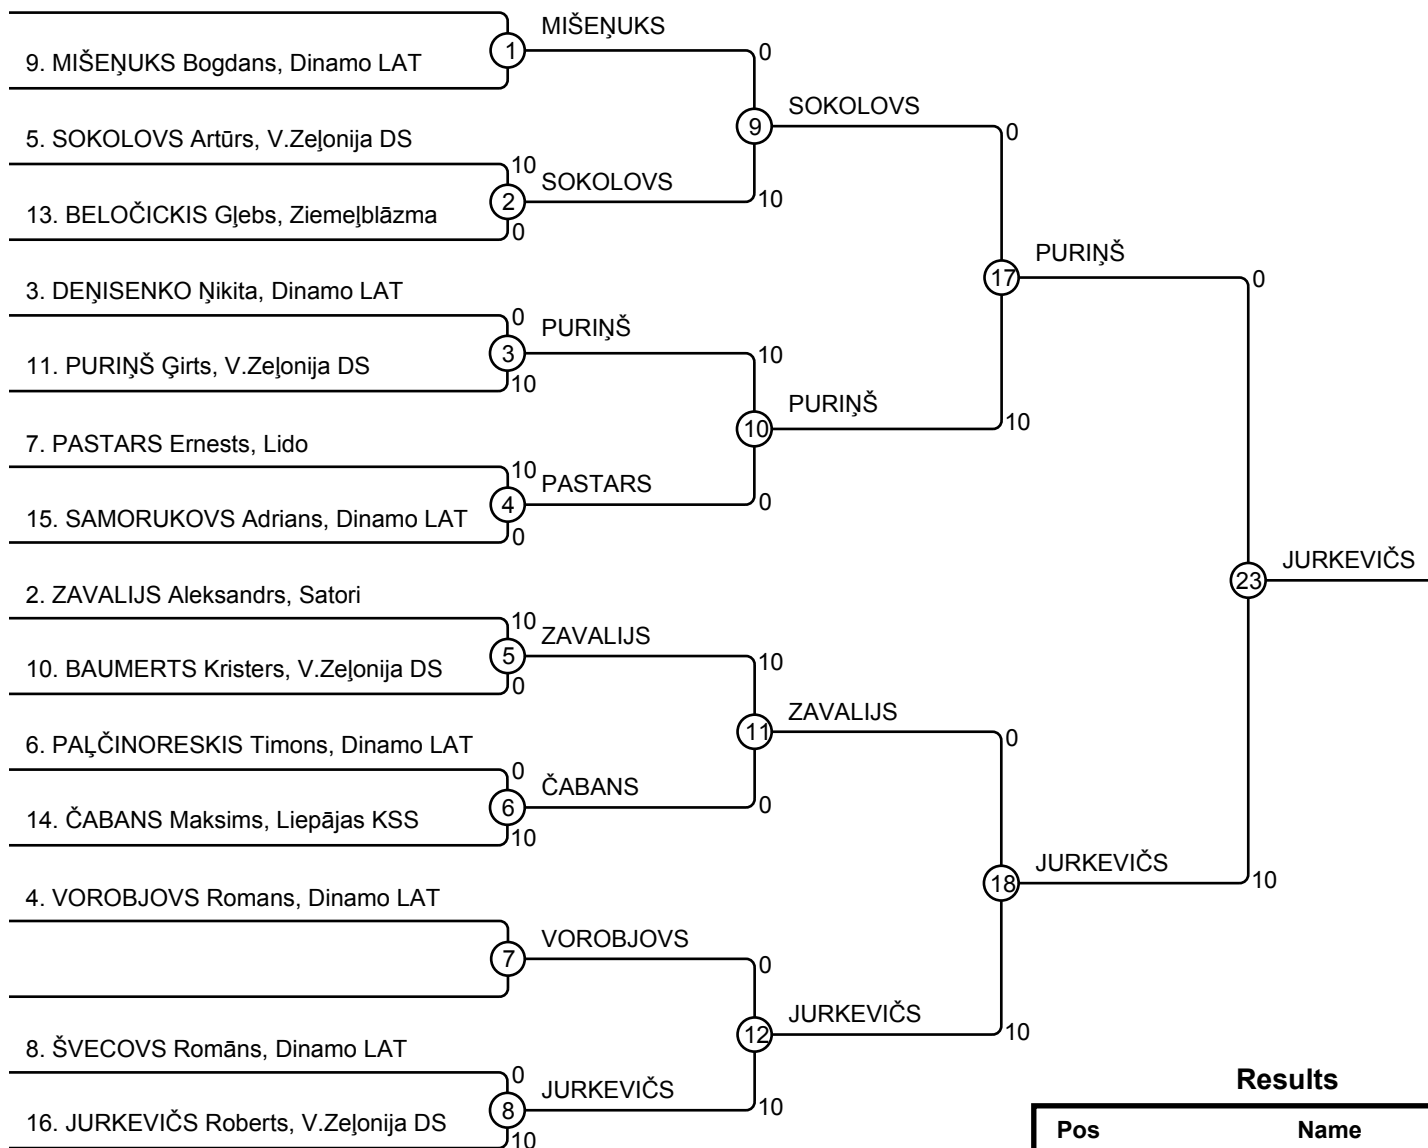 MIŠEŅUKS
1
0
9. MIŠEŅUKS Bogdans, Dinamo LAT
SOKOLOVS
9
0
5. SOKOLOVS Artūrs, V.Zeļonija DS
10
SOKOLOVS
2
10
13. BELOČICKIS Gļebs, Ziemeļblāzma
0
PURIŅŠ
17
0
3. DEŅISENKO Ņikita, Dinamo LAT
0
PURIŅŠ
3
10
11. PURIŅŠ Ģirts, V.Zeļonija DS
10
PURIŅŠ
10
10
7. PASTARS Ernests, Lido
10
PASTARS
4
0
15. SAMORUKOVS Adrians, Dinamo LAT
0
JURKEVIČS
23
2. ZAVALIJS Aleksandrs, Satori
10
ZAVALIJS
5
10
10. BAUMERTS Kristers, V.Zeļonija DS
0
ZAVALIJS
11
0
6. PAĻČINORESKIS Timons, Dinamo LAT
0
ČABANS
6
0
14. ČABANS Maksims, Liepājas KSS
10
JURKEVIČS
18
10
4. VOROBJOVS Romans, Dinamo LAT
VOROBJOVS
7
0
JURKEVIČS
12
10
8. ŠVECOVS Romāns, Dinamo LAT
0
JURKEVIČS
8
10
16. JURKEVIČS Roberts, V.Zeļonija DS
10
Results
Pos Name